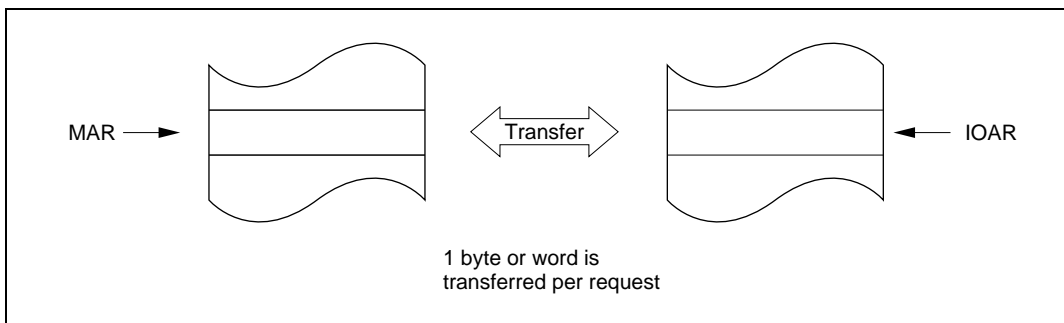 MAR
Transfer
IOAR
1 byte or word is
transferred per request